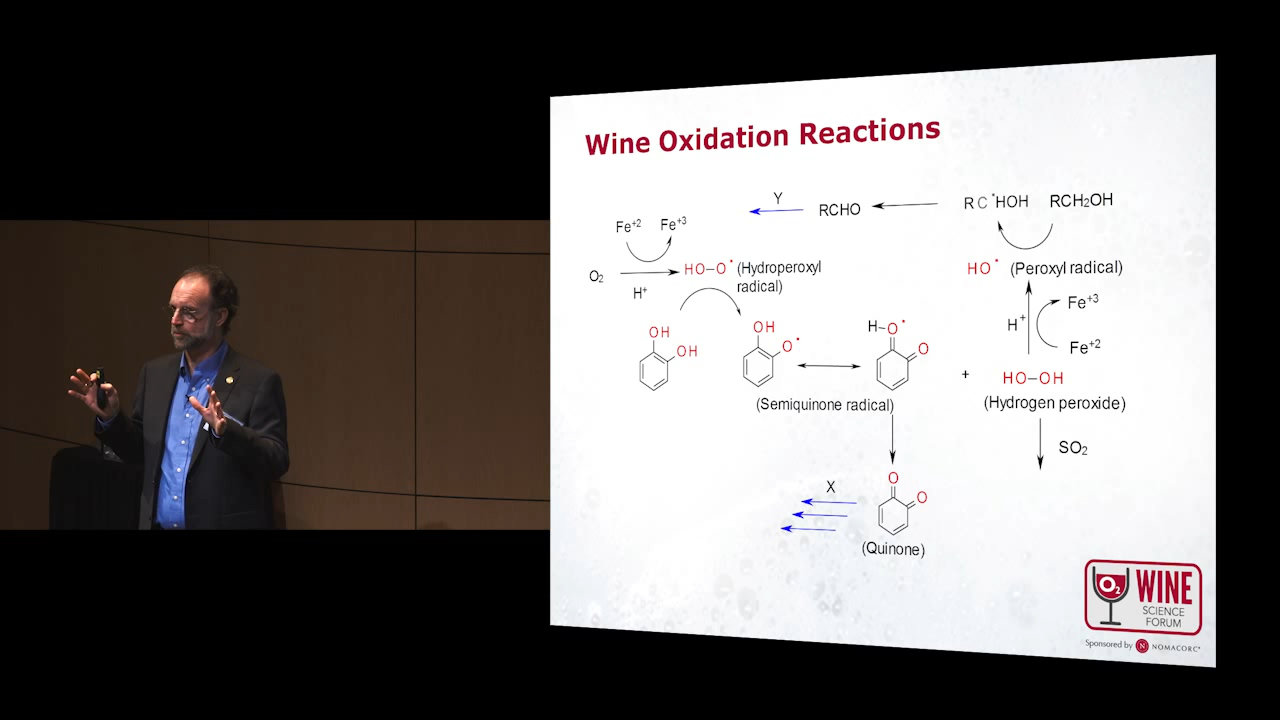 Wine Oxidation Reactions
Y
RCHO
RC•HOH
RCH₂OH
Fe⁺²
Fe⁺³
O₂
H⁺
HO–O•
(Hydroperoxyl
radical)
HO•
(Peroxyl radical)
OH
OH
OH
O•
H–O•
O
H⁺
Fe⁺³
Fe⁺²
+
HO–OH
(Semiquinone radical)
(Hydrogen peroxide)
SO₂
X
O
O
(Quinone)
O₂
WINE
SCIENCE
FORUM
Sponsored by N NOMACORC®